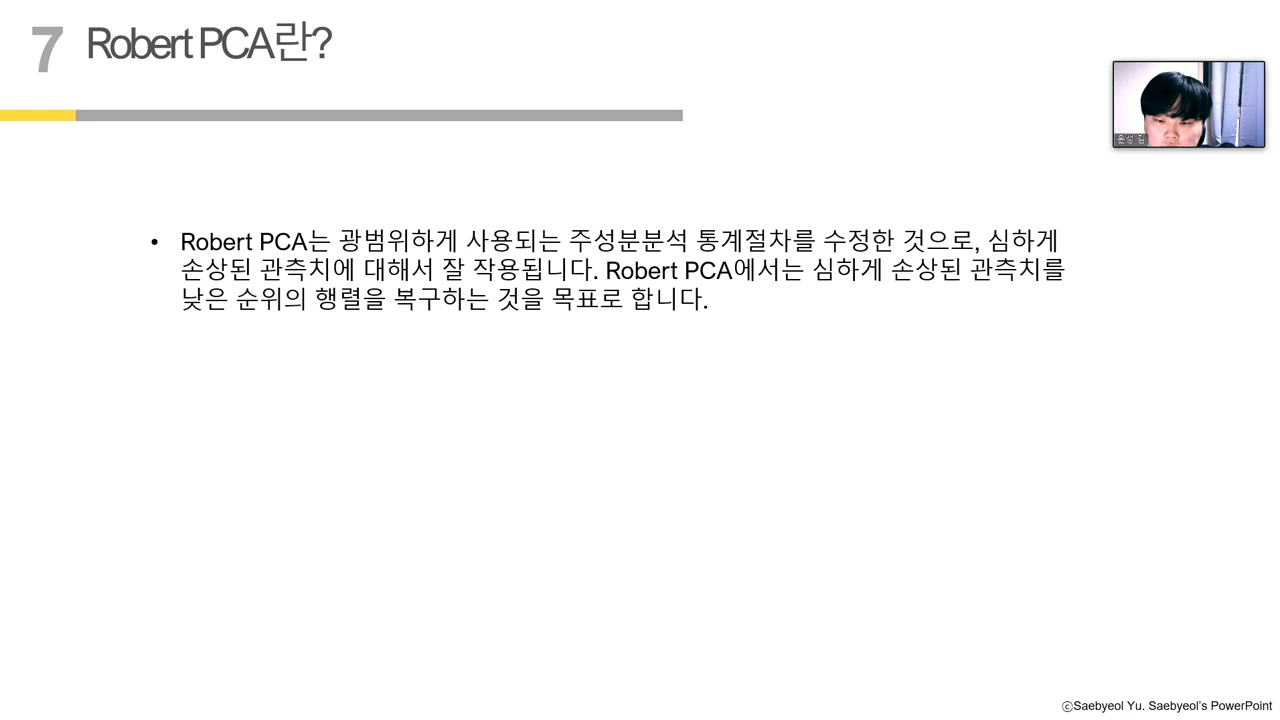 7 Robert PCA란?
• Robert PCA는 광범위하게 사용되는 주성분분석 통계절차를 수정한 것으로, 심하게
손상된 관측치에 대해서 잘 작용됩니다. Robert PCA에서는 심하게 손상된 관측치를
낮은 순위의 행렬을 복구하는 것을 목표로 합니다.
ⓒSaebyeol Yu. Saebyeol's PowerPoint